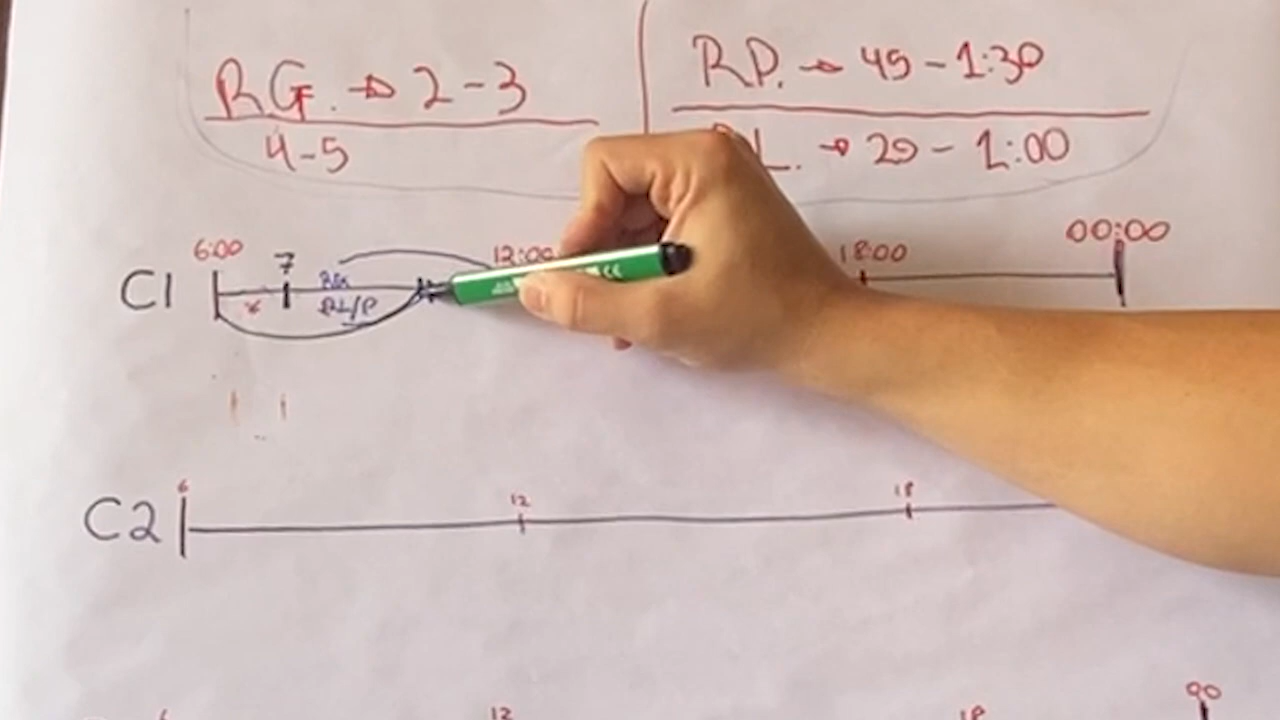 RG. → 2-3
4-5
RP. → 45-1:30
L. → 20-1:00
6:00
7
12:00
18:00
00:00
C1
RL/P
6
12
18
C2
12
18
00